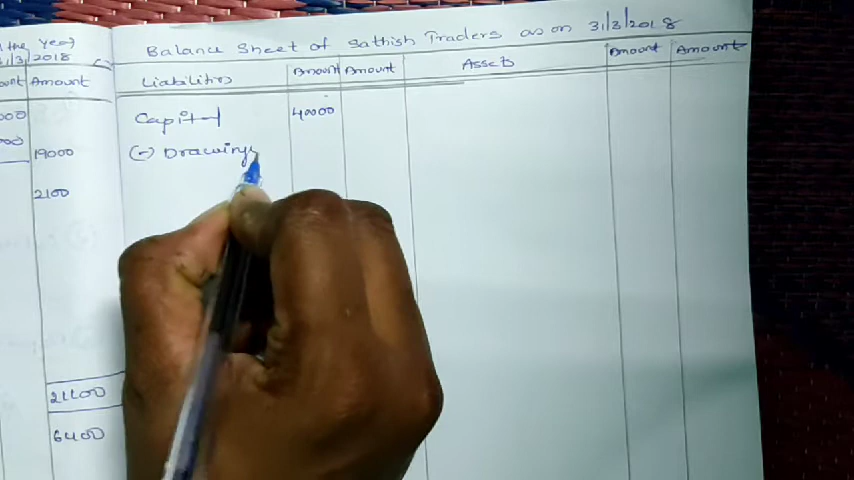 the year
31/3/2018
Amount
19000
2100
21100
6400
Balance Sheet of Sathish Traders as on 31/3/2018
Liabilities Amount Amount Assets Amount Amount
Capital 40000
(-) Drawings